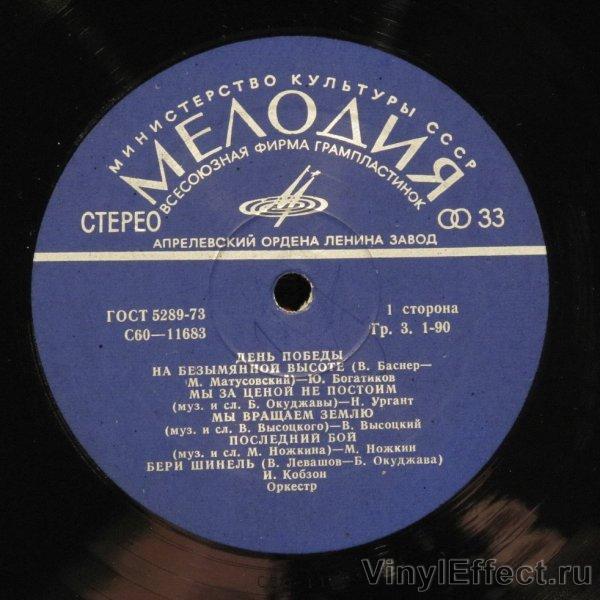 МИНИСТЕРСТВО КУЛЬТУРЫ СССР
МЕЛОДИЯ
ВСЕСОЮЗНАЯ ФИРМА ГРАМПЛАСТИНОК
СТЕРЕО
33
АПРЕЛЕВСКИЙ ОРДЕНА ЛЕНИНА ЗАВОД
ГОСТ 5289-73
1 сторона
С60—11683
Гр. 3. 1-90
ДЕНЬ ПОБЕДЫ
НА БЕЗЫМЯННОЙ ВЫСОТЕ (В. Баснер—
М. Матусовский)—Ю. Богатиков
МЫ ЗА ЦЕНОЙ НЕ ПОСТОИМ
(муз. и сл. Б. Окуджавы)—Н. Ургант
МЫ ВРАЩАЕМ ЗЕМЛЮ
(муз. и сл. В. Высоцкого)—В. Высоцкий
ПОСЛЕДНИЙ БОЙ
(муз. и сл. М. Ножкина)—М. Ножкин
БЕРИ ШИНЕЛЬ (В. Левашов—Б. Окуджава)
И. Кобзон
Оркестр
VinylEffect.ru